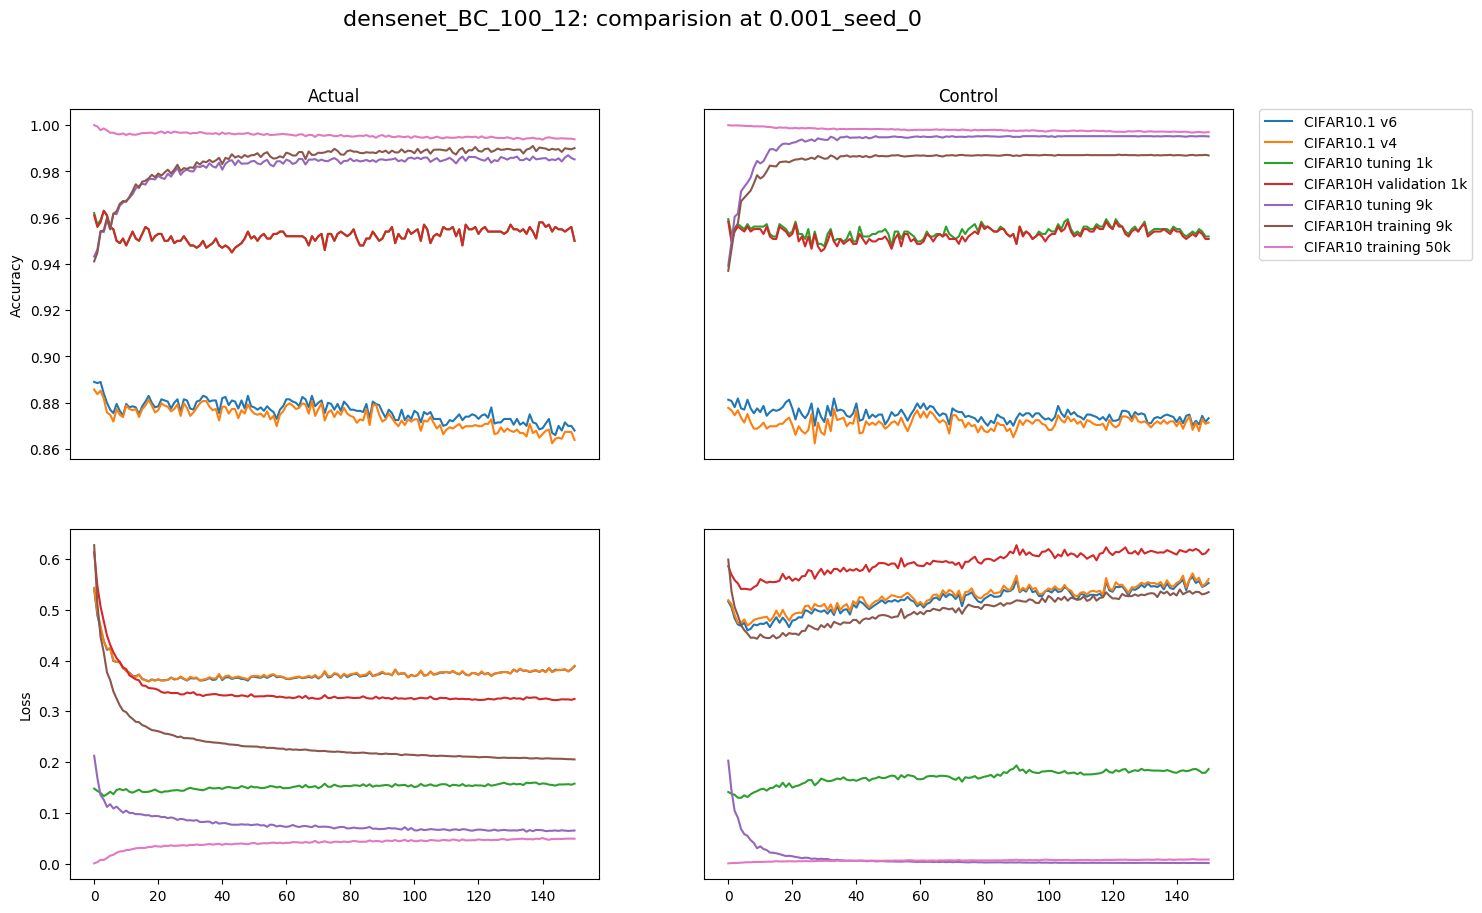 densenet_BC_100_12: comparision at 0.001_seed_0
Actual
Control
1.00
0.98
0.96
0.94
0.92
0.90
0.88
0.86
Accuracy
CIFAR10.1 v6
CIFAR10.1 v4
CIFAR10 tuning 1k
CIFAR10H validation 1k
CIFAR10 tuning 9k
CIFAR10H training 9k
CIFAR10 training 50k
0.6
0.5
0.4
0.3
0.2
0.1
0.0
Loss
0 20 40 60 80 100 120 140
0 20 40 60 80 100 120 140